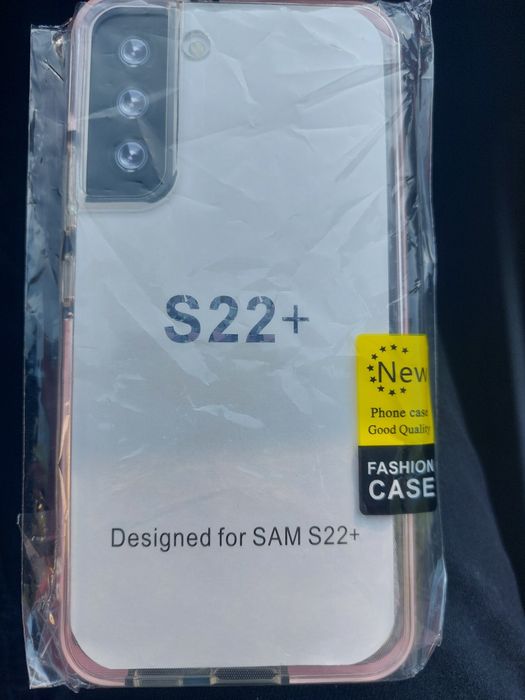 S22+
New
Phone case
Good Quality
FASHION
CASE
Designed for SAM S22+